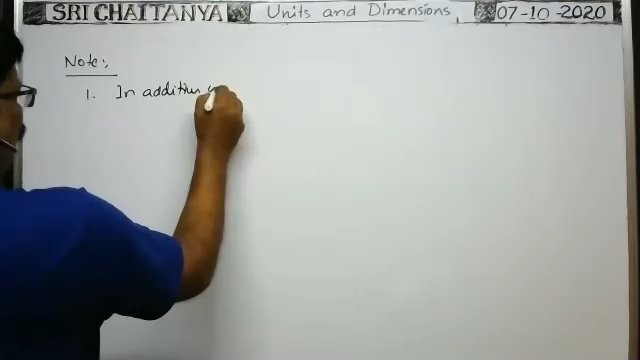 SRI CHAITANYA Units and Dimensions, 07-10-2020
Note:-
1. In addition